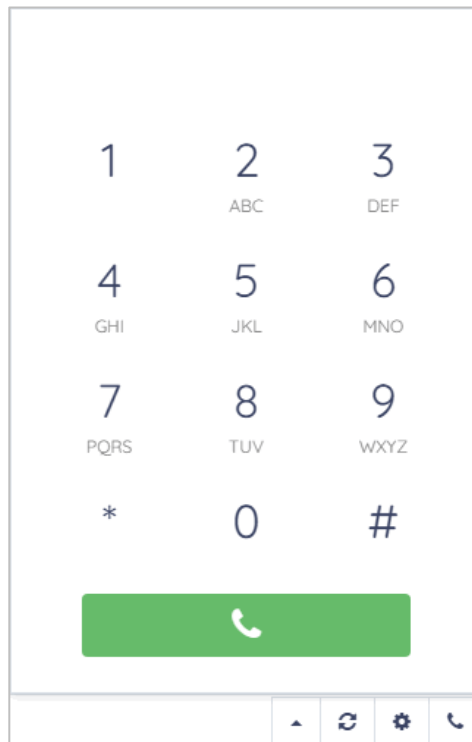 1 2 3
ABC DEF
4 5 6
GHI JKL MNO
7 8 9
PQRS TUV WXYZ
* 0 #